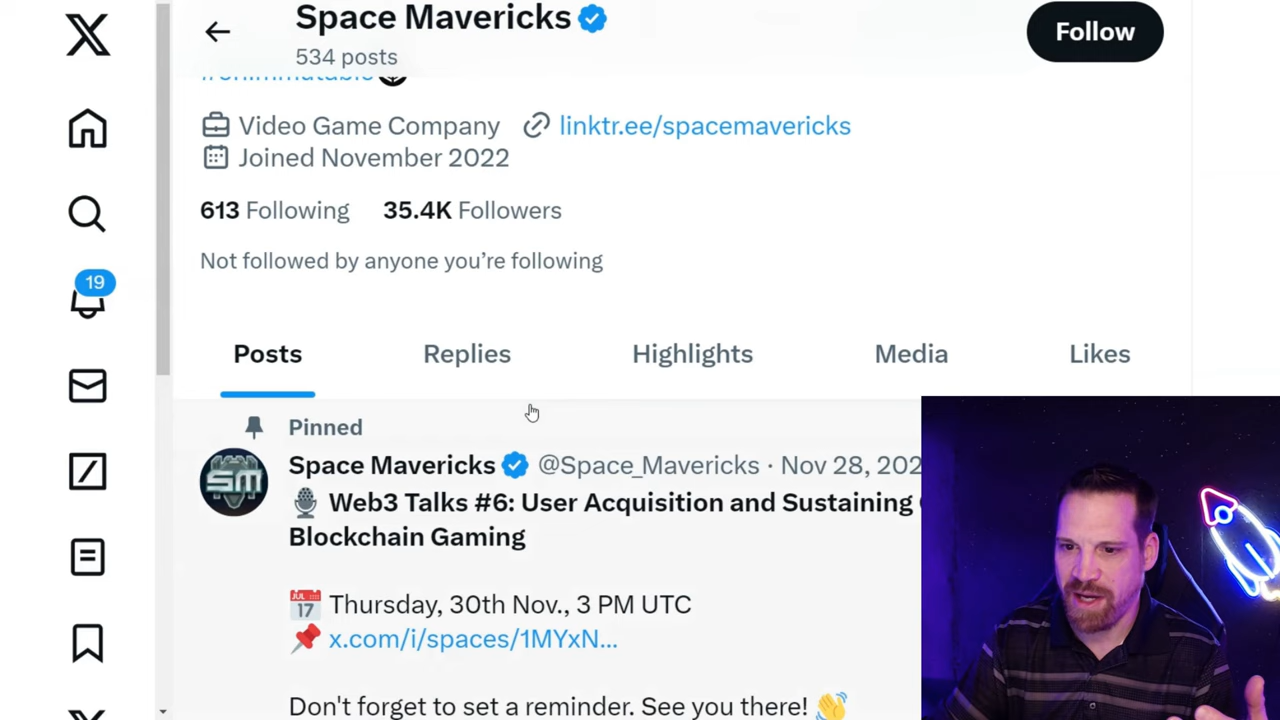 Space Mavericks
534 posts
Follow
Video Game Company linktr.ee/spacemavericks
Joined November 2022
613 Following 35.4K Followers
Not followed by anyone you're following
19
Posts Replies Highlights Media Likes
Pinned
Space Mavericks @Space_Mavericks · Nov 28, 202
🎙 Web3 Talks #6: User Acquisition and Sustaining
Blockchain Gaming
📅 Thursday, 30th Nov., 3 PM UTC
📌 x.com/i/spaces/1MYxN...
Don't forget to set a reminder. See you there! 👋
SM